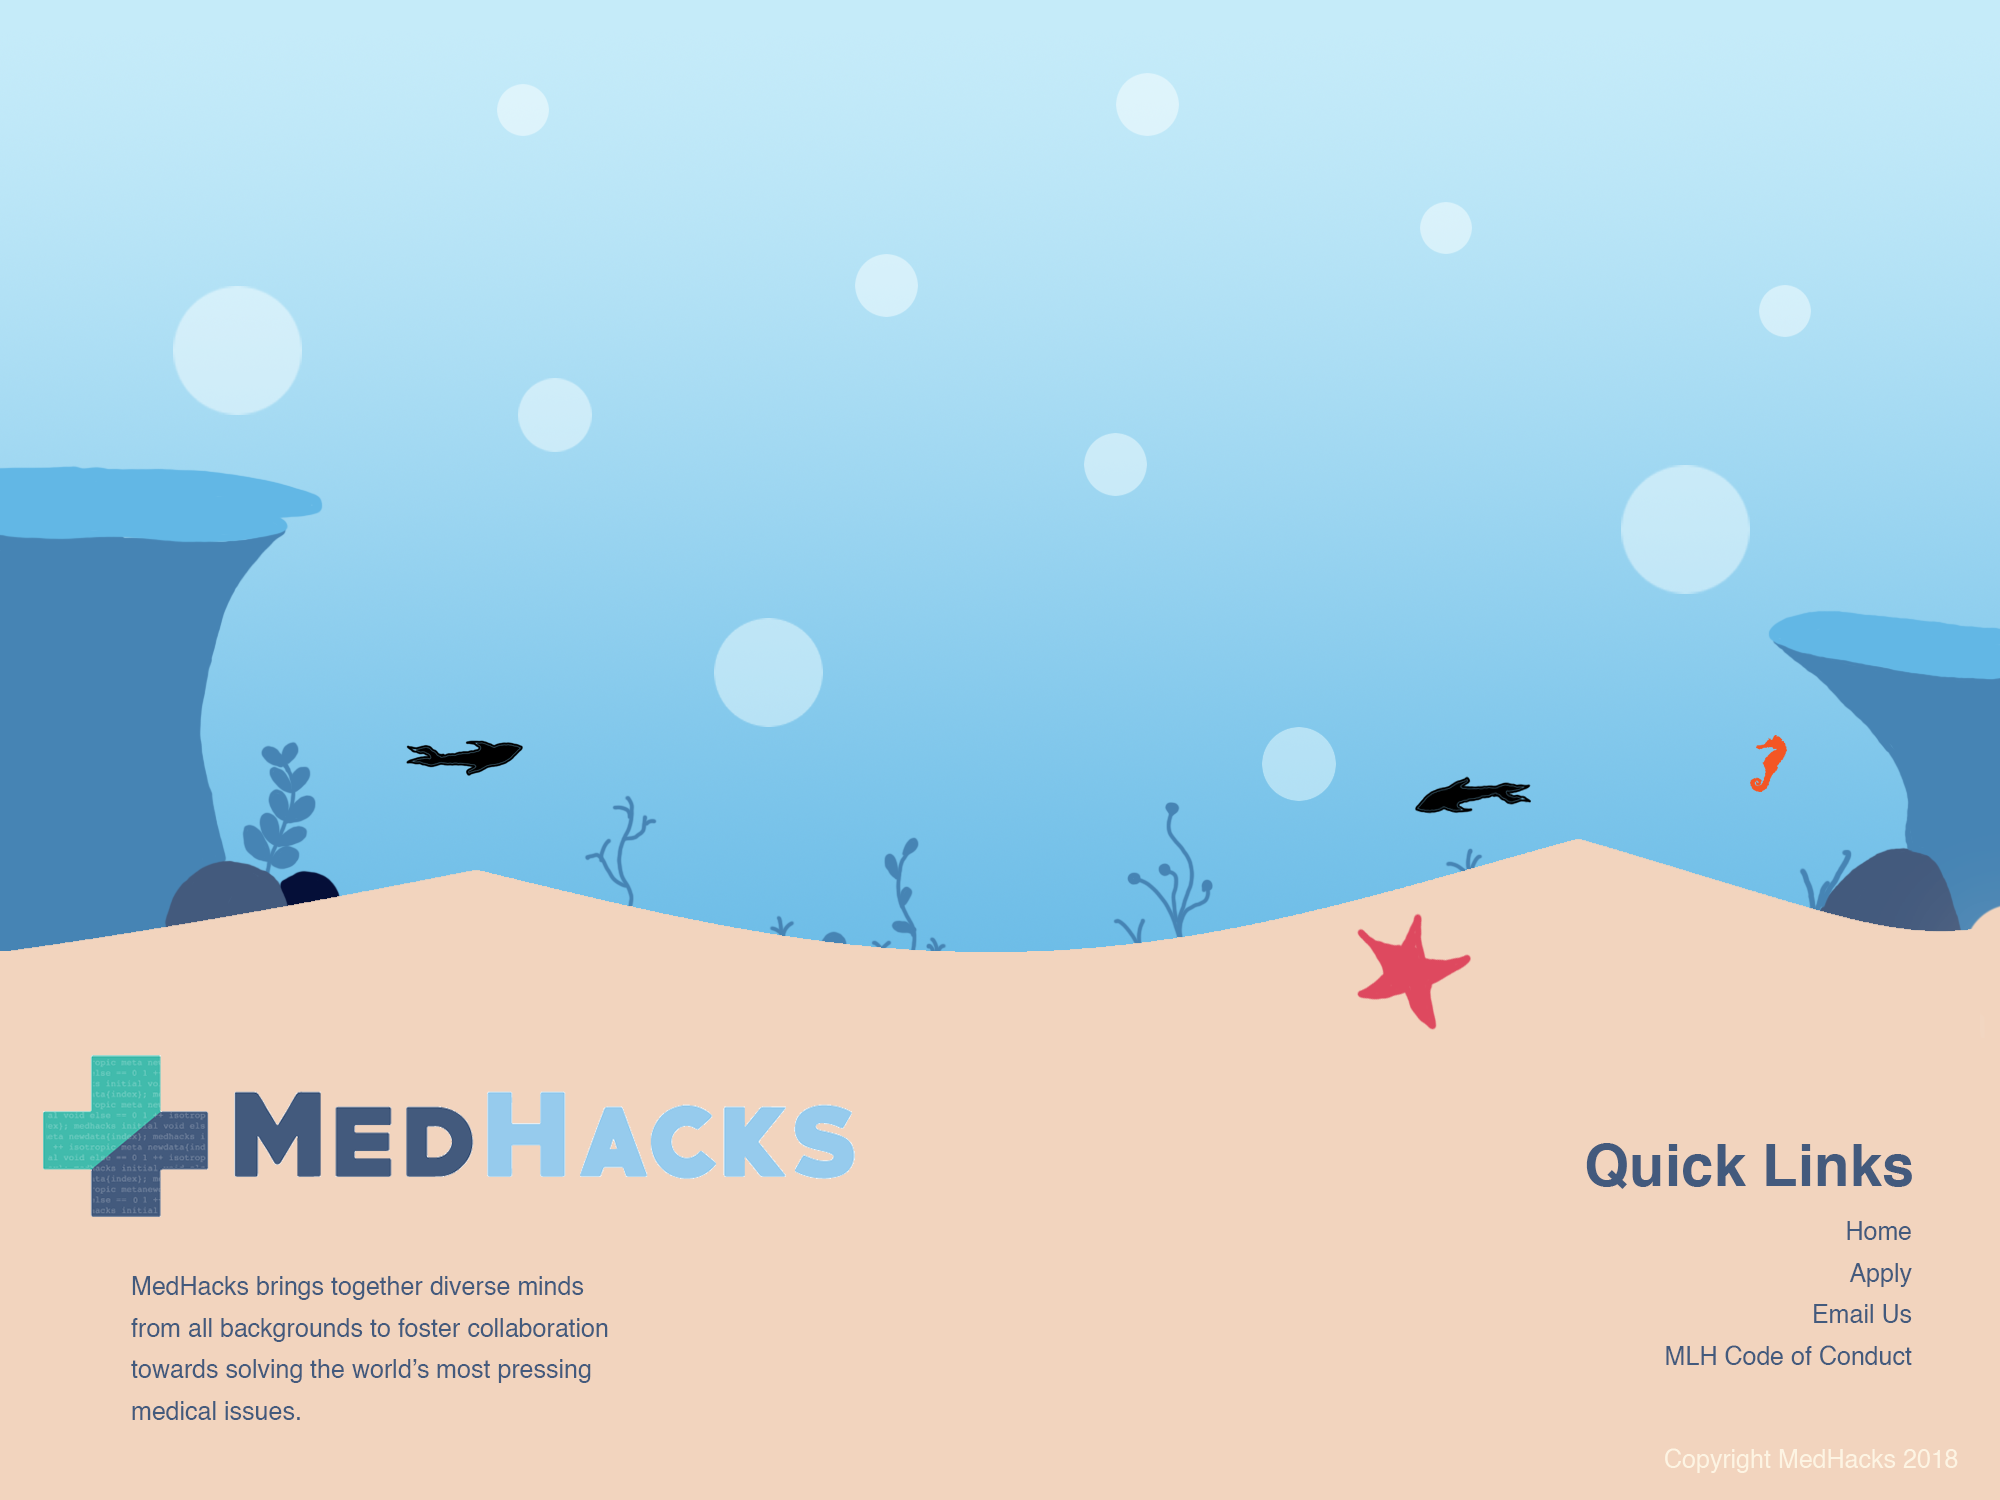 MEDHACKS
MedHacks brings together diverse minds
from all backgrounds to foster collaboration
towards solving the world’s most pressing
medical issues.
Quick Links
Home
Apply
Email Us
MLH Code of Conduct
Copyright MedHacks 2018